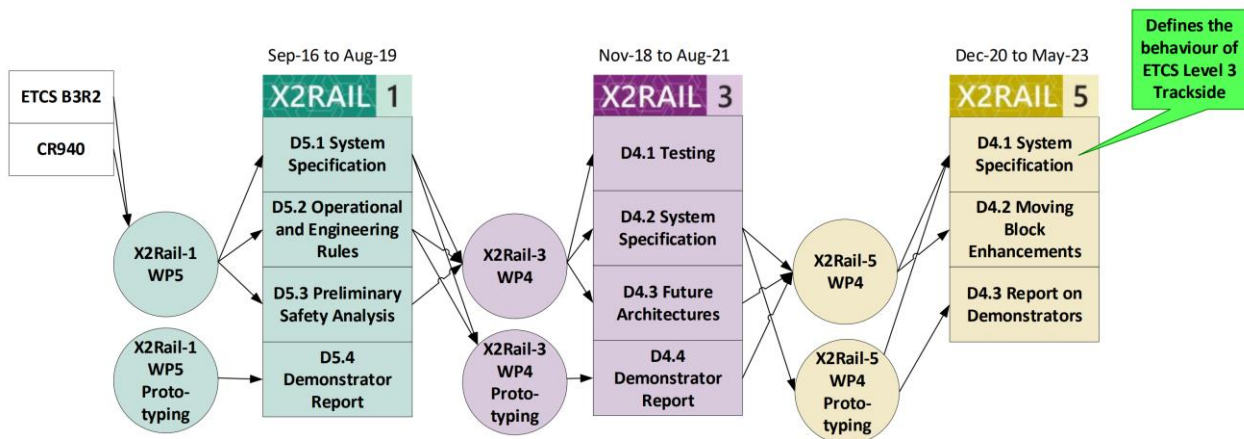 ETCS B3R2
CR940
X2Rail-1
WP5
X2Rail-1
WP5
Proto-
typing
Sep-16 to Aug-19
X2RAIL 1
D5.1 System
Specification
D5.2 Operational
and Engineering
Rules
D5.3 Preliminary
Safety Analysis
D5.4
Demonstrator
Report
X2Rail-3
WP4
X2Rail-3
WP4
Proto-
typing
Nov-18 to Aug-21
X2RAIL 3
D4.1 Testing
D4.2 System
Specification
D4.3 Future
Architectures
D4.4
Demonstrator
Report
X2Rail-5
WP4
X2Rail-5
WP4
Proto-
typing
Dec-20 to May-23
X2RAIL 5
D4.1 System
Specification
D4.2 Moving
Block
Enhancements
D4.3 Report on
Demonstrators
Defines the
behaviour of
ETCS Level 3
Trackside